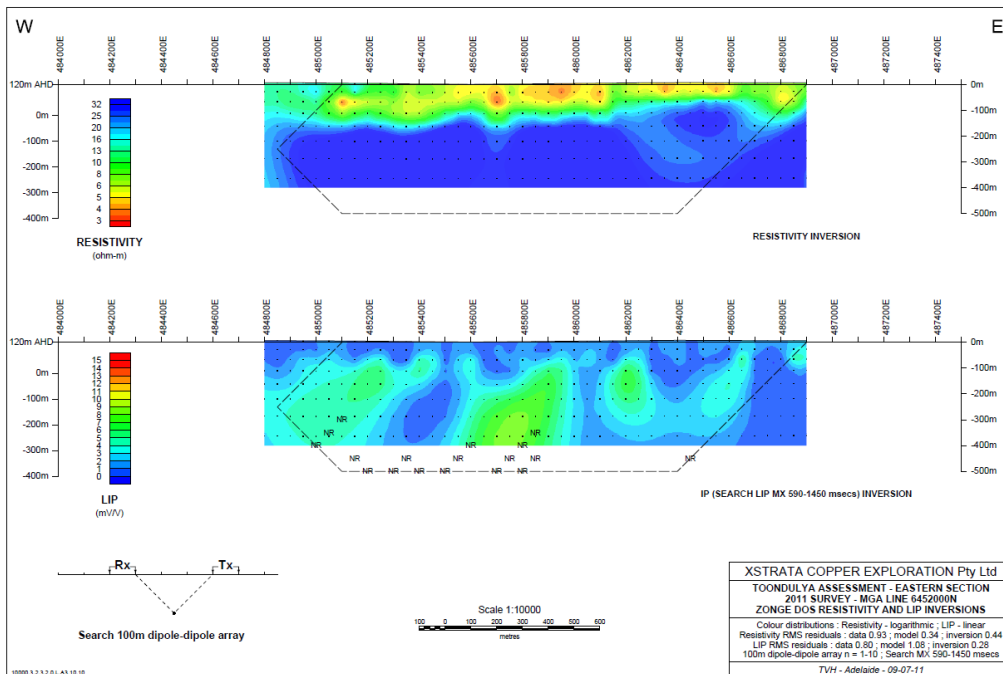 W
E
484000E 484200E 484400E 484600E 484800E 485000E 485200E 485400E 485600E 485800E 486000E 486200E 486400E 486600E 486800E 487000E 487200E 487400E
120m AHD
0m
-100m
-200m
-300m
-400m
32
25
20
16
13
10
8
6
5
4
3
RESISTIVITY
(ohm-m)
0m
-100m
-200m
-300m
-400m
-500m
RESISTIVITY INVERSION
484000E 484200E 484400E 484600E 484800E 485000E 485200E 485400E 485600E 485800E 486000E 486200E 486400E 486600E 486800E 487000E 487200E 487400E
120m AHD
0m
-100m
-200m
-300m
-400m
15
14
13
12
11
10
9
8
7
6
5
4
3
2
1
0
LIP
(mV/V)
NR
NR NR
NR NR NR
NR NR NR NR NR NR
NR NR NR NR NR NR
0m
-100m
-200m
-300m
-400m
-500m
IP (SEARCH LIP MX 590-1450 msecs) INVERSION
Rx Tx
Search 100m dipole-dipole array
Scale 1:10000
100 0 100 200 300 400 500 600
metres
XSTRATA COPPER EXPLORATION Pty Ltd
TOONDULYA ASSESSMENT - EASTERN SECTION
2011 SURVEY - MGA LINE 6452000N
ZONGE DOS RESISTIVITY AND LIP INVERSIONS
Colour distributions : Resistivity - logarithmic ; LIP - linear
Resistivity RMS residuals : data 0.93 ; model 0.34 ; inversion 0.44
LIP RMS residuals : data 0.80 ; model 1.08 ; inversion 0.28
100m dipole-dipole array n = 1-10 ; Search MX 590-1450 msecs
TVH - Adelaide - 09-07-11